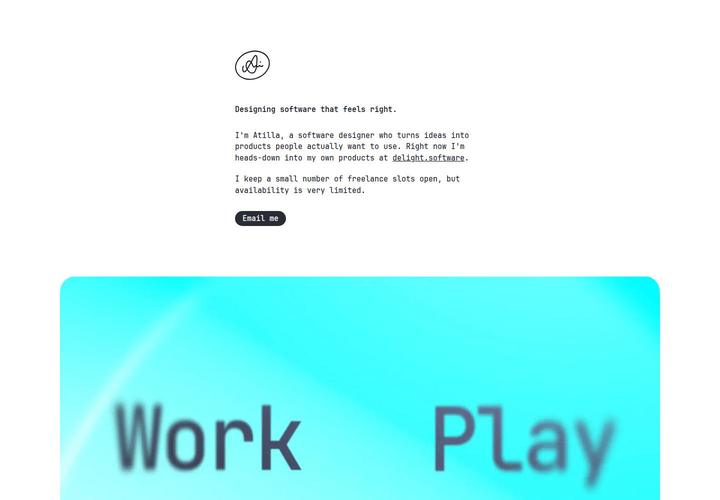 Designing software that feels right.
I'm Atilla, a software designer who turns ideas into
products people actually want to use. Right now I'm
heads-down into my own products at delight.software.
I keep a small number of freelance slots open, but
availability is very limited.
Email me
Work Play